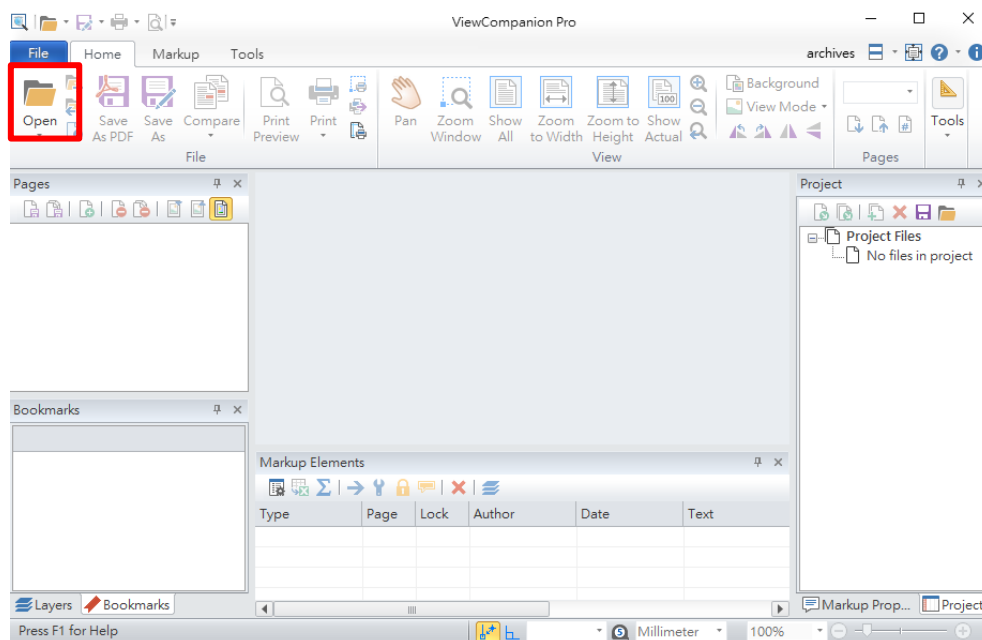 ViewCompanion Pro
File Home Markup Tools archives
Open Save As PDF Save As Compare Print Preview Print Pan Zoom Window Show All Zoom to Width Zoom to Height Show Actual Background View Mode Tools
100
File View Pages
Pages
Project
Project Files
No files in project
Bookmarks
Markup Elements
Type Page Lock Author Date Text
Layers Bookmarks
Markup Prop... Project
Press F1 for Help Millimeter 100%